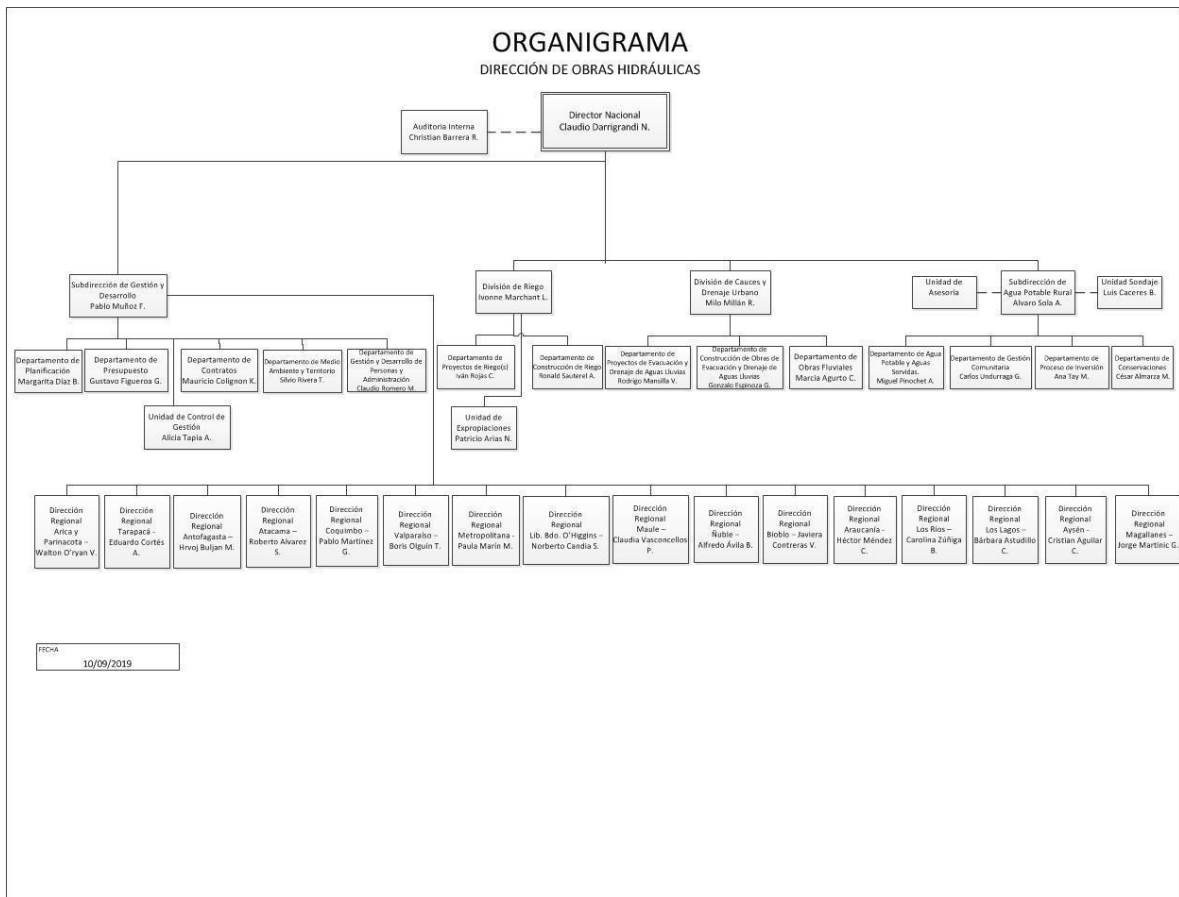 ORGANIGRAMA
DIRECCIÓN DE OBRAS HIDRÁULICAS
Director Nacional
Claudio Darrigrandi N.
Auditoria Interna
Christian Barrera R.
Subdirección de Gestión y
Desarrollo
Pablo Muñoz F.
División de Riego
Ivonne Marchant L.
División de Cauces y
Drenaje Urbano
Milo Millán R.
Unidad de
Asesoría
Subdirección de
Agua Potable Rural
Alvaro Sola A.
Unidad Sondaje
Luis Caceres B.
Departamento de
Planificación
Margarita Díaz B.
Departamento de
Presupuesto
Gustavo Figueroa G.
Departamento de
Contratos
Mauricio Colignon K.
Departamento de Medio
Ambiente y Territorio
Silvio Rivera T.
Departamento de
Gestión y Desarrollo de
Personas y
Administración
Claudio Romero M.
Unidad de Control de
Gestión
Alicia Tapia A.
Departamento de
Proyectos de Riego(s)
Iván Rojas C.
Departamento de
Construcción de Riego
Ronald Sauterel A.
Unidad de
Expropiaciones
Patricio Arias N.
Departamento de
Proyectos de Evacuación y
Drenaje de Aguas Lluvias
Rodrigo Mansilla V.
Departamento de
Construcción de Obras de
Evacuación y Drenaje de
Aguas Lluvias
Gonzalo Espinoza G.
Departamento de
Obras Fluviales
Marcia Agurto C.
Departamento de Agua
Potable y Aguas
Servidas.
Miguel Pinochet A.
Departamento de Gestión
Comunitaria
Carlos Undurraga G.
Departamento de
Proceso de Inversión
Ana Tay M.
Departamento de
Conservaciones
César Almarza M.
Dirección
Regional
Arica y
Parinacota –
Walton O'ryan V.
Dirección
Regional
Tarapacá -
Eduardo Cortés
A.
Dirección
Regional
Antofagasta –
Hrvoj Buljan M.
Dirección
Regional
Atacama –
Roberto Alvarez
S.
Dirección
Regional
Coquimbo –
Pablo Martínez
G.
Dirección
Regional
Valparaíso –
Boris Olguín T.
Dirección
Regional
Metropolitana -
Paula Marín M.
Dirección
Regional
Lib. Bdo. O'Higgins –
Norberto Candia S.
Dirección
Regional
Maule –
Claudia Vasconcellos
P.
Dirección
Regional
Ñuble –
Alfredo Ávila B.
Dirección
Regional
Biobío – Javiera
Contreras V.
Dirección
Regional
Araucanía -
Héctor Méndez
C.
Dirección
Regional
Los Ríos –
Carolina Zúñiga
B.
Dirección
Regional
Los Lagos –
Bárbara Astudillo
C.
Dirección
Regional
Aysén -
Cristian Aguilar
C.
Dirección
Regional
Magallanes –
Jorge Martinic G.
FECHA
10/09/2019